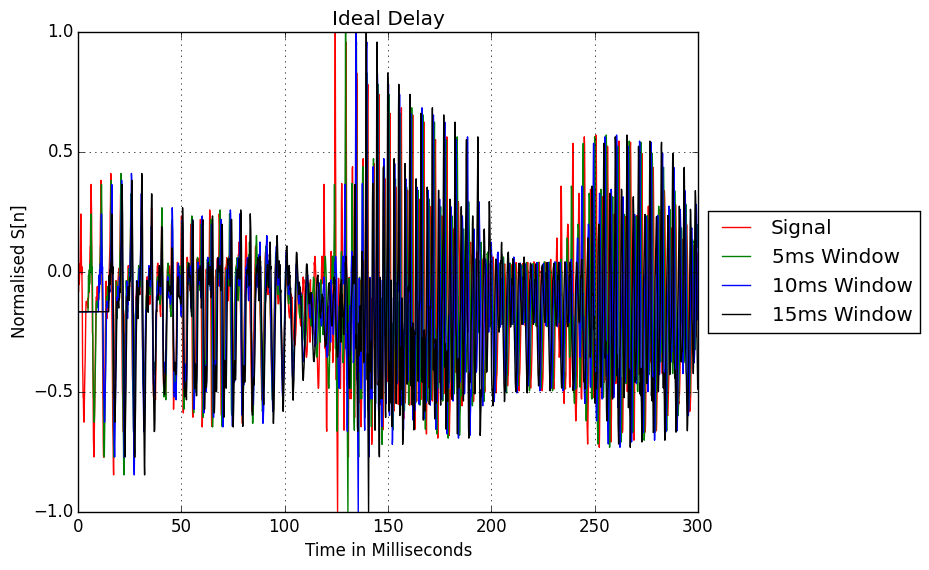 Ideal Delay
1.0
0.5
0.0
−0.5
−1.0
Normalised S[n]
0 50 100 150 200 250 300
Time in Milliseconds
Signal
5ms Window
10ms Window
15ms Window